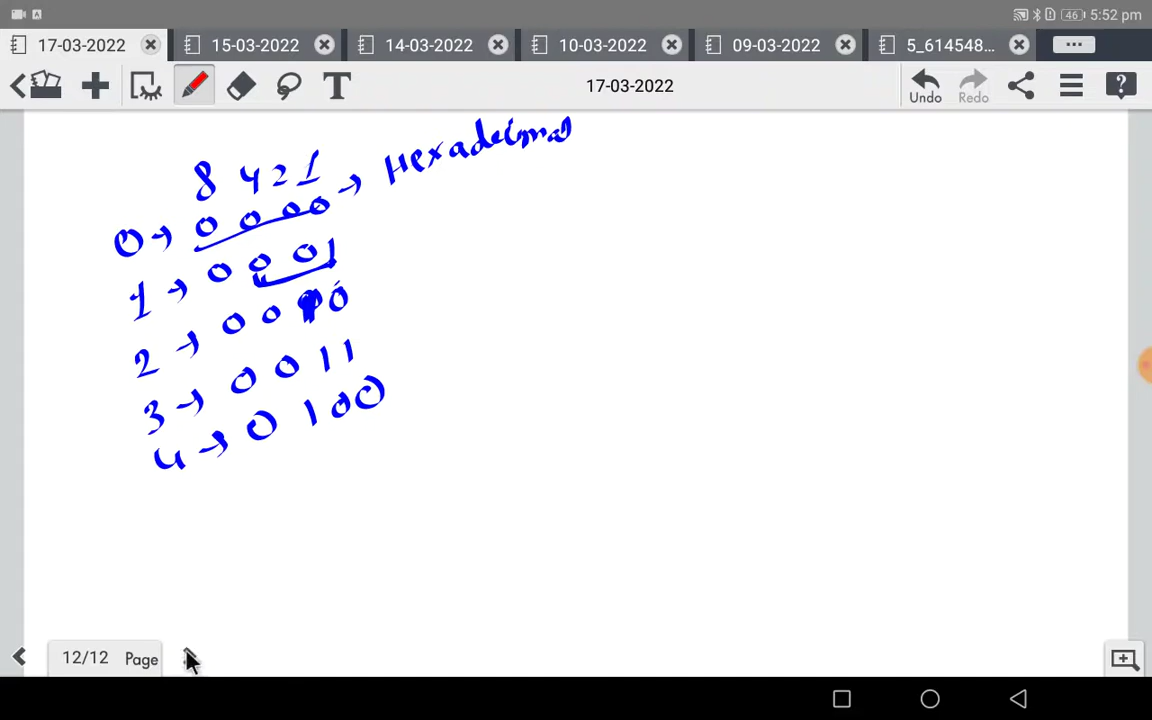 46 5:52 pm
17-03-2022 15-03-2022 14-03-2022 10-03-2022 09-03-2022 5_614548... ...
T 17-03-2022 Undo Redo ?
8 4 2 1 → Hexadecimal
0 → 0 0 0 0
1 → 0 0 0 1
2 → 0 0 1 0
3 → 0 0 1 1
4 → 0 1 0 0
12/12 Page